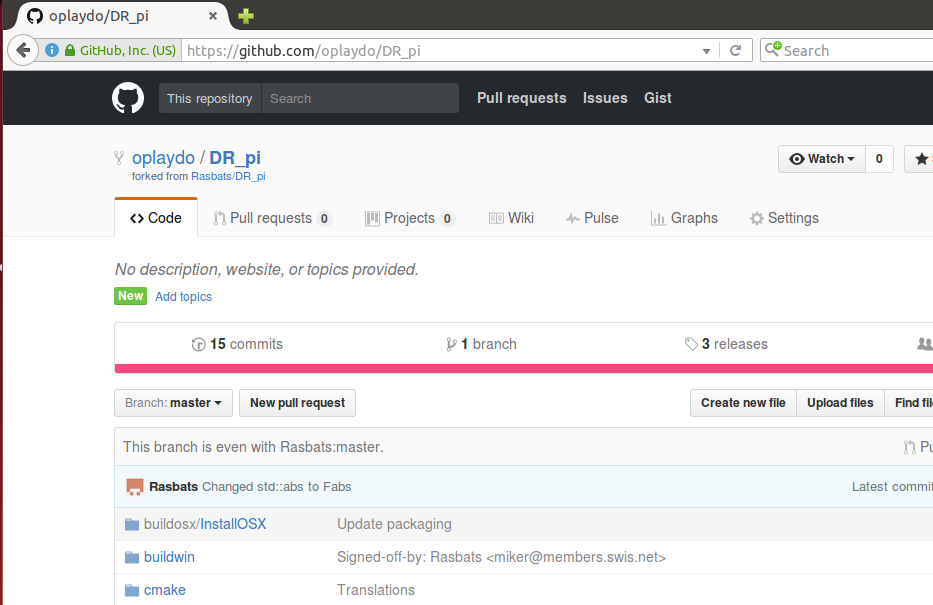 oplaydo/DR_pi
GitHub, Inc. (US) https://github.com/oplaydo/DR_pi Search
This repository Search Pull requests Issues Gist
oplaydo / DR_pi Watch 0
forked from Rasbats/DR_pi
Code Pull requests 0 Projects 0 Wiki Pulse Graphs Settings
No description, website, or topics provided.
New Add topics
15 commits 1 branch 3 releases
Branch: master New pull request Create new file Upload files Find
This branch is even with Rasbats:master.
Rasbats Changed std::abs to Fabs Latest commit
buildosx/InstallOSX Update packaging
buildwin Signed-off-by: Rasbats <miker@members.swis.net>
cmake Translations